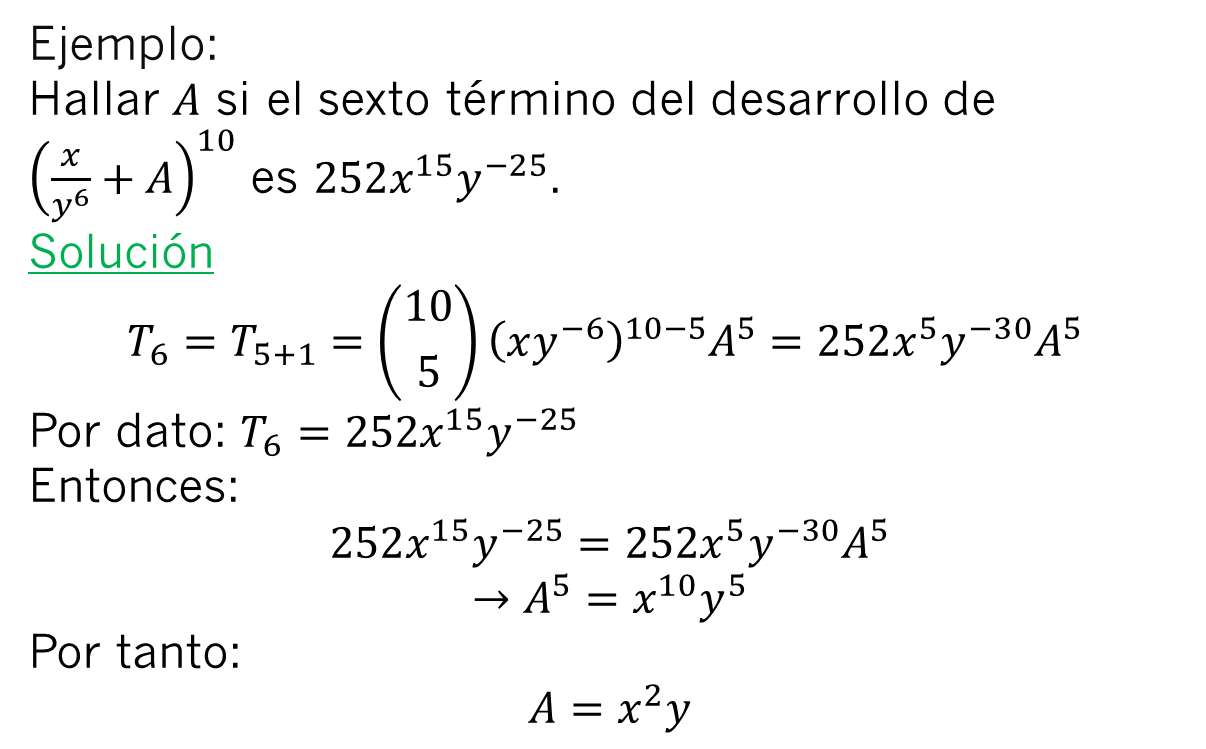 Ejemplo:
Hallar A si el sexto término del desarrollo de
(x/y⁶ + A)¹⁰ es 252x¹⁵y⁻²⁵.
Solución
T₆ = T₅₊₁ = (10 5) (xy⁻⁶)¹⁰⁻⁵A⁵ = 252x⁵y⁻³⁰A⁵
Por dato: T₆ = 252x¹⁵y⁻²⁵
Entonces:
252x¹⁵y⁻²⁵ = 252x⁵y⁻³⁰A⁵
→ A⁵ = x¹⁰y⁵
Por tanto:
A = x²y